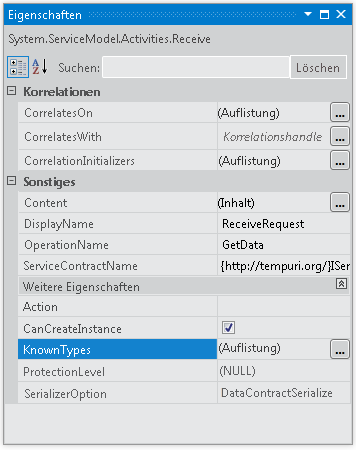 Eigenschaften
System.ServiceModel.Activities.Receive
A Z Suchen: Löschen
Korrelationen
CorrelatesOn (Auflistung) ...
CorrelatesWith Korrelationshandle ...
CorrelationInitializers (Auflistung) ...
Sonstiges
Content (Inhalt) ...
DisplayName ReceiveRequest
OperationName GetData
ServiceContractName {http://tempuri.org/}ISer
Weitere Eigenschaften
Action
CanCreateInstance
KnownTypes (Auflistung) ...
ProtectionLevel (NULL)
SerializerOption DataContractSerialize